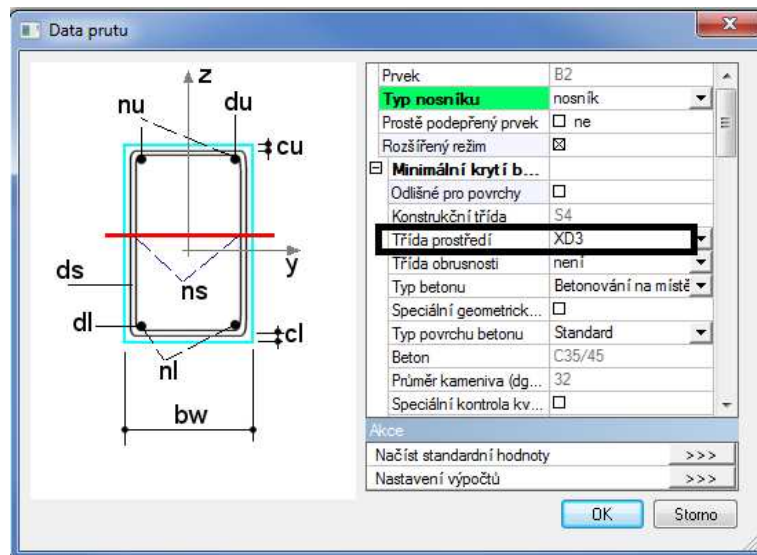 Data prutu
z
nu
du
cu
y
ds
ns
dl
cl
nl
bw
Prvek B2
Typ nosníku nosník
Prostě podepřený prvek ne
Rozšířený režim
Minimální krytí b...
Odlišné pro povrchy
Konstrukční třída S4
Třída prostředí XD3
Třída obrusnosti není
Typ betonu Betonování na místě
Speciální geometrick...
Typ povrchu betonu Standard
Beton C35/45
Průměr kameniva (dg... 32
Speciální kontrola kv...
Akce
Načíst standardní hodnoty >>>
Nastavení výpočtů >>>
OK Storno